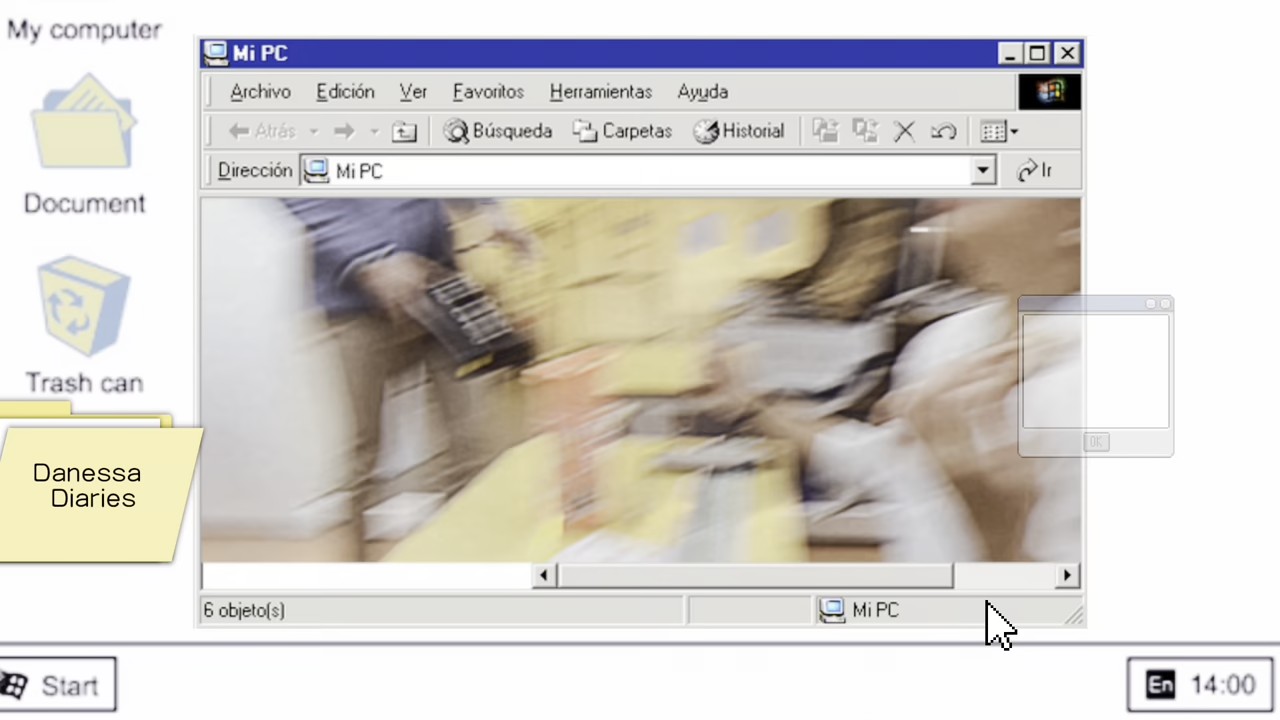 My computer
Document
Trash can
Danessa
Diaries
Mi PC
Archivo Edición Ver Favoritos Herramientas Ayuda
Atrás Búsqueda Carpetas Historial
Dirección Mi PC Ir
OK
6 objeto(s) Mi PC
Start
En 14:00